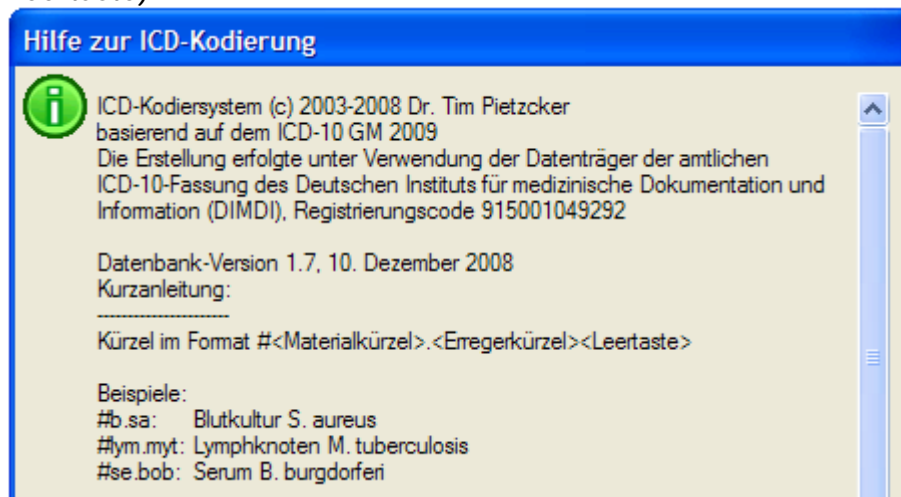 Hilfe zur ICD-Kodierung
ICD-Kodiersystem (c) 2003-2008 Dr. Tim Pietzcker
basierend auf dem ICD-10 GM 2009
Die Erstellung erfolgte unter Verwendung der Datenträger der amtlichen
ICD-10-Fassung des Deutschen Instituts für medizinische Dokumentation und
Information (DIMDI), Registrierungscode 915001049292
Datenbank-Version 1.7, 10. Dezember 2008
Kurzanleitung:
----------------------
Kürzel im Format #<Materialkürzel>.<Erregerkürzel><Leertaste>
Beispiele:
#b.sa: Blutkultur S. aureus
#lym.myt: Lymphknoten M. tuberculosis
#se.bob: Serum B. burgdorferi